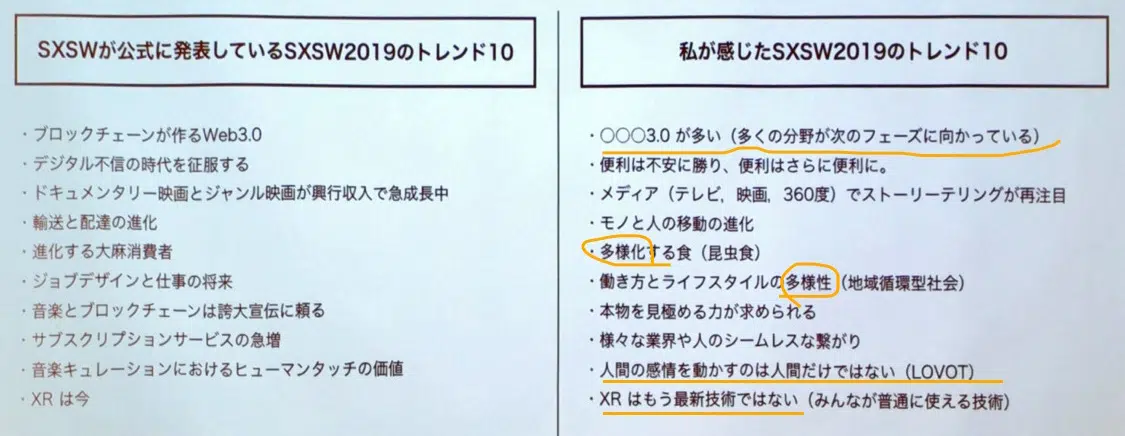 SXSWが公式に発表しているSXSW2019のトレンド10
・ブロックチェーンが作るWeb3.0
・デジタル不信の時代を征服する
・ドキュメンタリー映画とジャンル映画が興行収入で急成長中
・輸送と配達の進化
・進化する大麻消費者
・ジョブデザインと仕事の将来
・音楽とブロックチェーンは誇大宣伝に頼る
・サブスクリプションサービスの急増
・音楽キュレーションにおけるヒューマンタッチの価値
・XR は今
私が感じたSXSW2019のトレンド10
・〇〇〇3.0 が多い（多くの分野が次のフェーズに向かっている）
・便利は不安に勝り、便利はさらに便利に。
・メディア（テレビ，映画，360度）でストーリーテリングが再注目
・モノと人の移動の進化
・多様化する食（昆虫食）
・働き方とライフスタイルの多様性（地域循環型社会）
・本物を見極める力が求められる
・様々な業界や人のシームレスな繋がり
・人間の感情を動かすのは人間だけではない（LOVOT）
・XR はもう最新技術ではない（みんなが普通に使える技術）